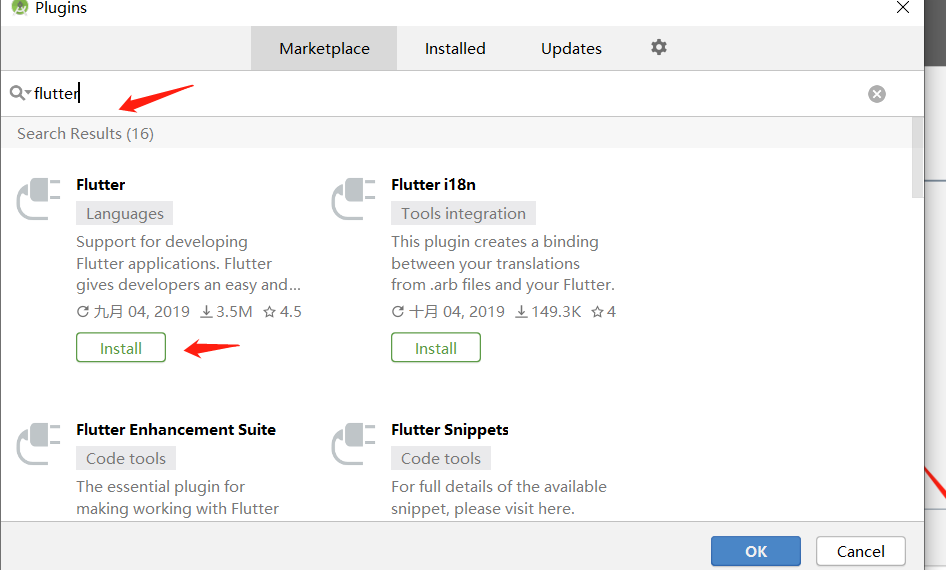 Plugins
Marketplace Installed Updates
flutter
Search Results (16)
Flutter
Languages
Support for developing
Flutter applications. Flutter
gives developers an easy and...
九月 04, 2019 3.5M 4.5
Install
Flutter i18n
Tools integration
This plugin creates a binding
between your translations
from .arb files and your Flutter.
十月 04, 2019 149.3K 4
Install
Flutter Enhancement Suite
Code tools
The essential plugin for
making working with Flutter
Flutter Snippets
Code tools
For full details of the available
snippet, please visit here.
OK Cancel